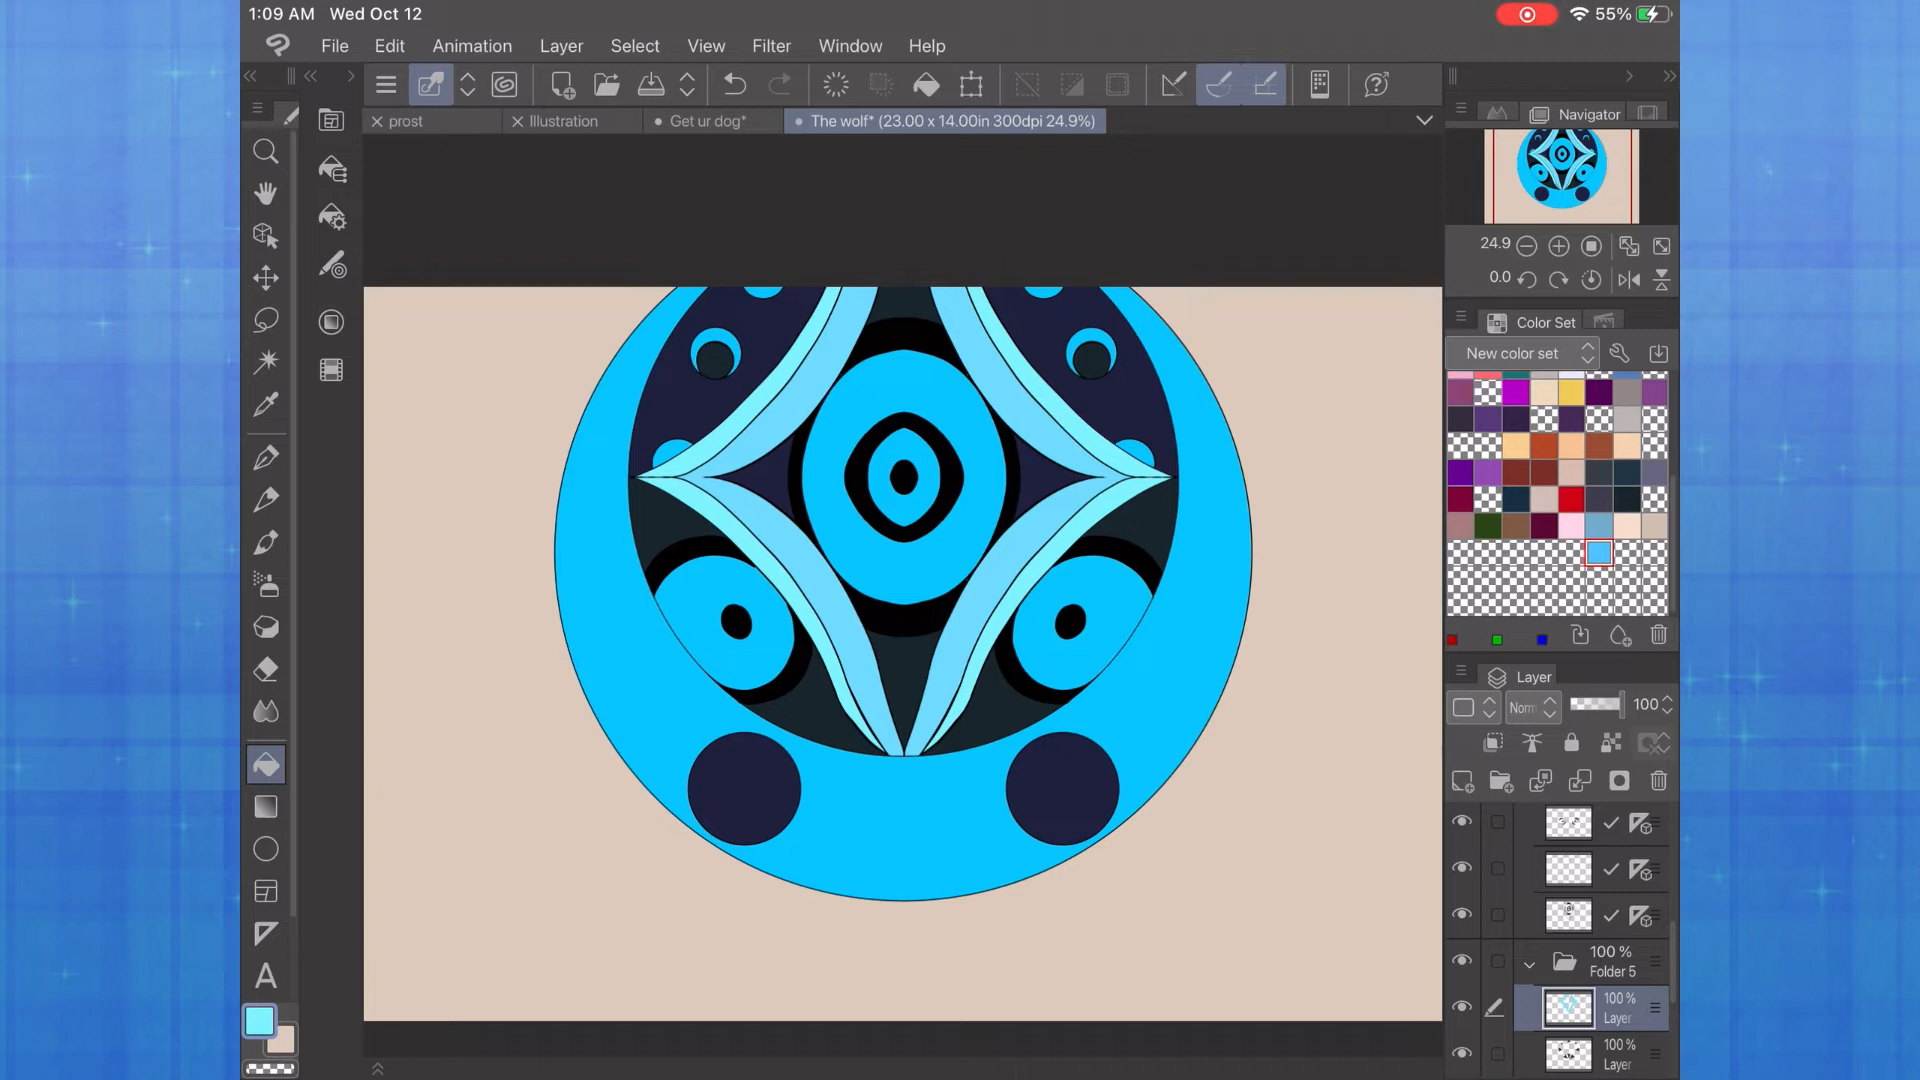 1:09 AM Wed Oct 12
55%
File Edit Animation Layer Select View Filter Window Help
prost
Illustration
Get ur dog*
The wolf* (23.00 x 14.00in 300dpi 24.9%)
Navigator
24.9
0.0
Color Set
New color set
Layer
Norm
100
100 %
Folder 5
100 %
Layer
100 %
Layer
A